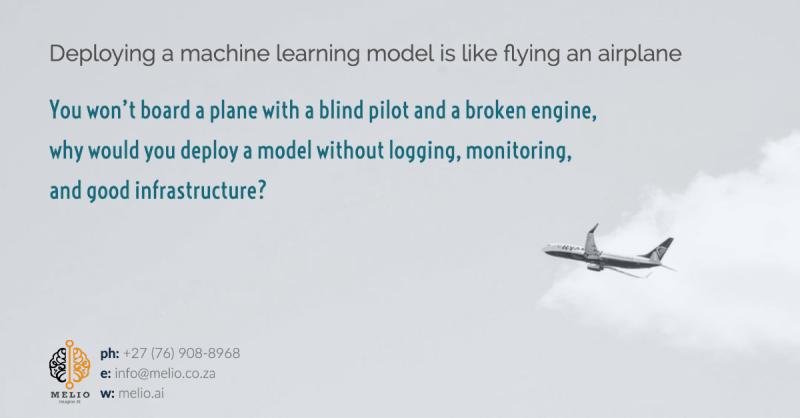 Deploying a machine learning model is like flying an airplane
You won't board a plane with a blind pilot and a broken engine,
why would you deploy a model without logging, monitoring,
and good infrastructure?
ph: +27 (76) 908-8968
e: info@melio.co.za
w: melio.ai
MELIO
Imagine AI